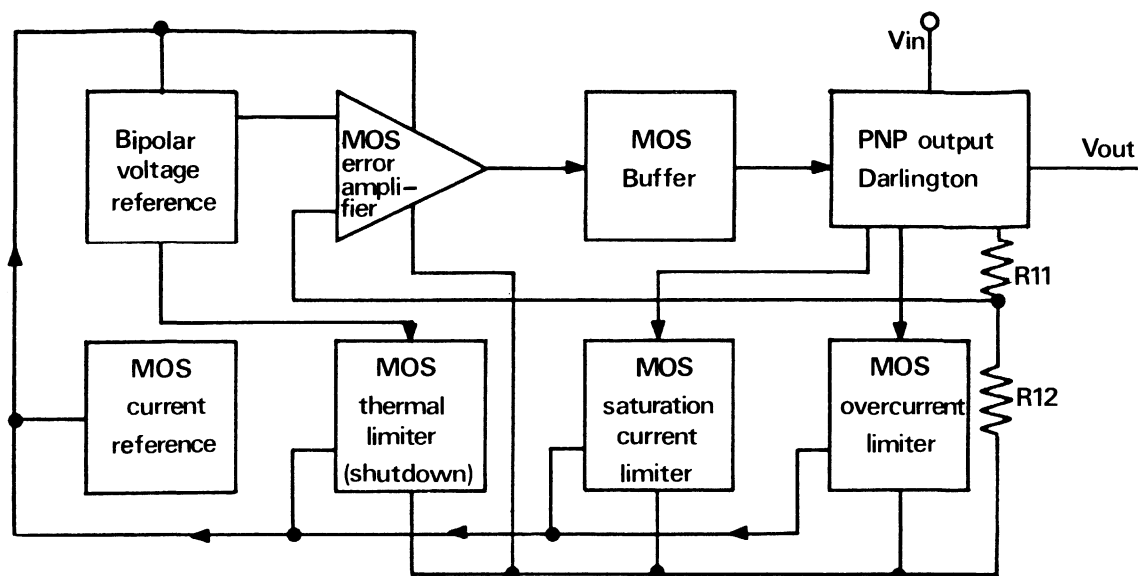 Vin
Bipolar
voltage
reference
MOS
error
ampli-
fier
MOS
Buffer
PNP output
Darlington
Vout
R11
MOS
current
reference
MOS
thermal
limiter
(shutdown)
MOS
saturation
current
limiter
MOS
overcurrent
limiter
R12